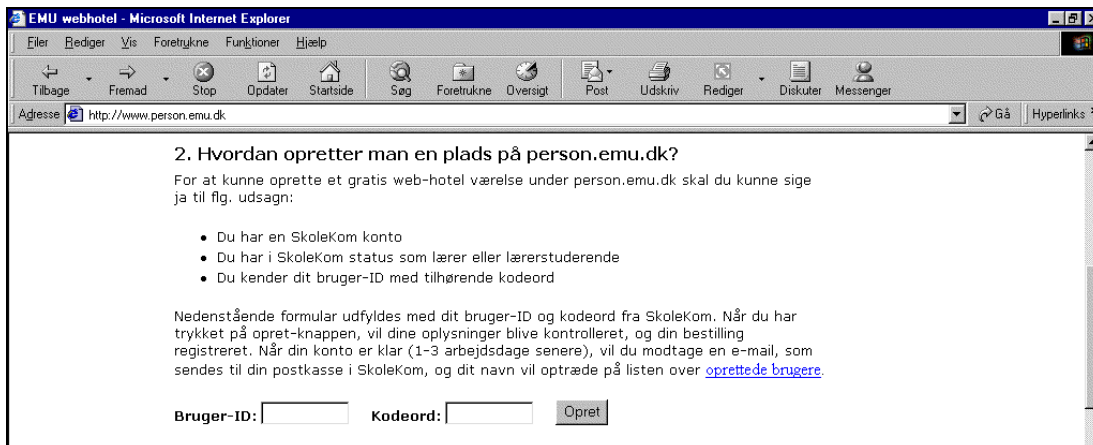 EMU webhotel - Microsoft Internet Explorer
Filer Rediger Vis Foretrukne Funktioner Hjælp
Tilbage Fremad Stop Opdater Startside Søg Foretrukne Oversigt Post Udskriv Rediger Diskuter Messenger
Adresse http://www.person.emu.dk Gå Hyperlinks
2. Hvordan opretter man en plads på person.emu.dk?
For at kunne oprette et gratis web-hotel værelse under person.emu.dk skal du kunne sige
ja til flg. udsagn:
• Du har en SkoleKom konto
• Du har i SkoleKom status som lærer eller lærerstuderende
• Du kender dit bruger-ID med tilhørende kodeord
Nedenstående formular udfyldes med dit bruger-ID og kodeord fra SkoleKom. Når du har
trykket på opret-knappen, vil dine oplysninger blive kontrolleret, og din bestilling
registreret. Når din konto er klar (1-3 arbejdsdage senere), vil du modtage en e-mail, som
sendes til din postkasse i SkoleKom, og dit navn vil optræde på listen over oprettede brugere.
Bruger-ID: Kodeord: Opret